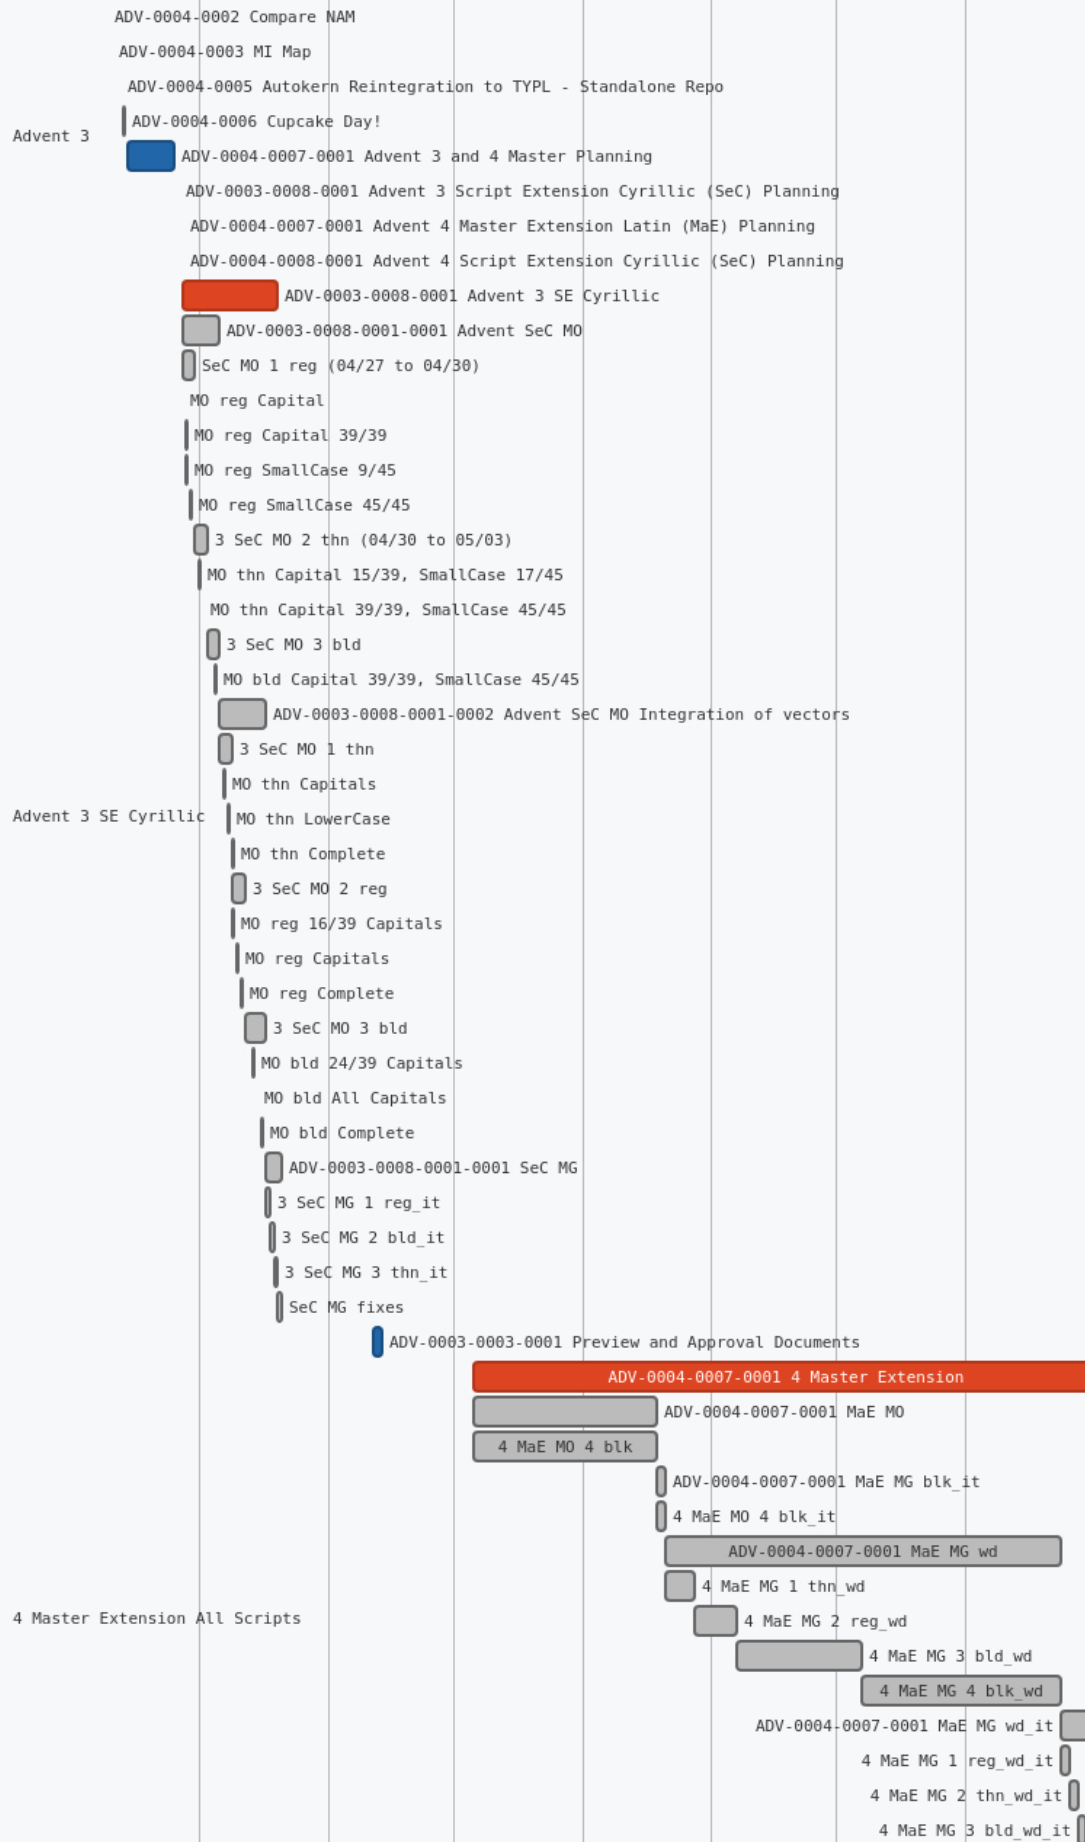 ADV-0004-0002 Compare NAM
ADV-0004-0003 MI Map
ADV-0004-0005 Autokern Reintegration to TYPL - Standalone Repo
ADV-0004-0006 Cupcake Day!
Advent 3
ADV-0004-0007-0001 Advent 3 and 4 Master Planning
ADV-0003-0008-0001 Advent 3 Script Extension Cyrillic (SeC) Planning
ADV-0004-0007-0001 Advent 4 Master Extension Latin (MaE) Planning
ADV-0004-0008-0001 Advent 4 Script Extension Cyrillic (SeC) Planning
ADV-0003-0008-0001 Advent 3 SE Cyrillic
ADV-0003-0008-0001-0001 Advent SeC MO
SeC MO 1 reg (04/27 to 04/30)
MO reg Capital
MO reg Capital 39/39
MO reg SmallCase 9/45
MO reg SmallCase 45/45
3 SeC MO 2 thn (04/30 to 05/03)
MO thn Capital 15/39, SmallCase 17/45
MO thn Capital 39/39, SmallCase 45/45
3 SeC MO 3 bld
MO bld Capital 39/39, SmallCase 45/45
ADV-0003-0008-0001-0002 Advent SeC MO Integration of vectors
3 SeC MO 1 thn
MO thn Capitals
Advent 3 SE Cyrillic
MO thn LowerCase
MO thn Complete
3 SeC MO 2 reg
MO reg 16/39 Capitals
MO reg Capitals
MO reg Complete
3 SeC MO 3 bld
MO bld 24/39 Capitals
MO bld All Capitals
MO bld Complete
ADV-0003-0008-0001-0001 SeC MG
3 SeC MG 1 reg_it
3 SeC MG 2 bld_it
3 SeC MG 3 thn_it
SeC MG fixes
ADV-0003-0003-0001 Preview and Approval Documents
ADV-0004-0007-0001 4 Master Extension
ADV-0004-0007-0001 MaE MO
4 MaE MO 4 blk
ADV-0004-0007-0001 MaE MG blk_it
4 MaE MO 4 blk_it
ADV-0004-0007-0001 MaE MG wd
4 MaE MG 1 thn_wd
4 Master Extension All Scripts
4 MaE MG 2 reg_wd
4 MaE MG 3 bld_wd
4 MaE MG 4 blk_wd
ADV-0004-0007-0001 MaE MG wd_it
4 MaE MG 1 reg_wd_it
4 MaE MG 2 thn_wd_it
4 MaE MG 3 bld_wd_it